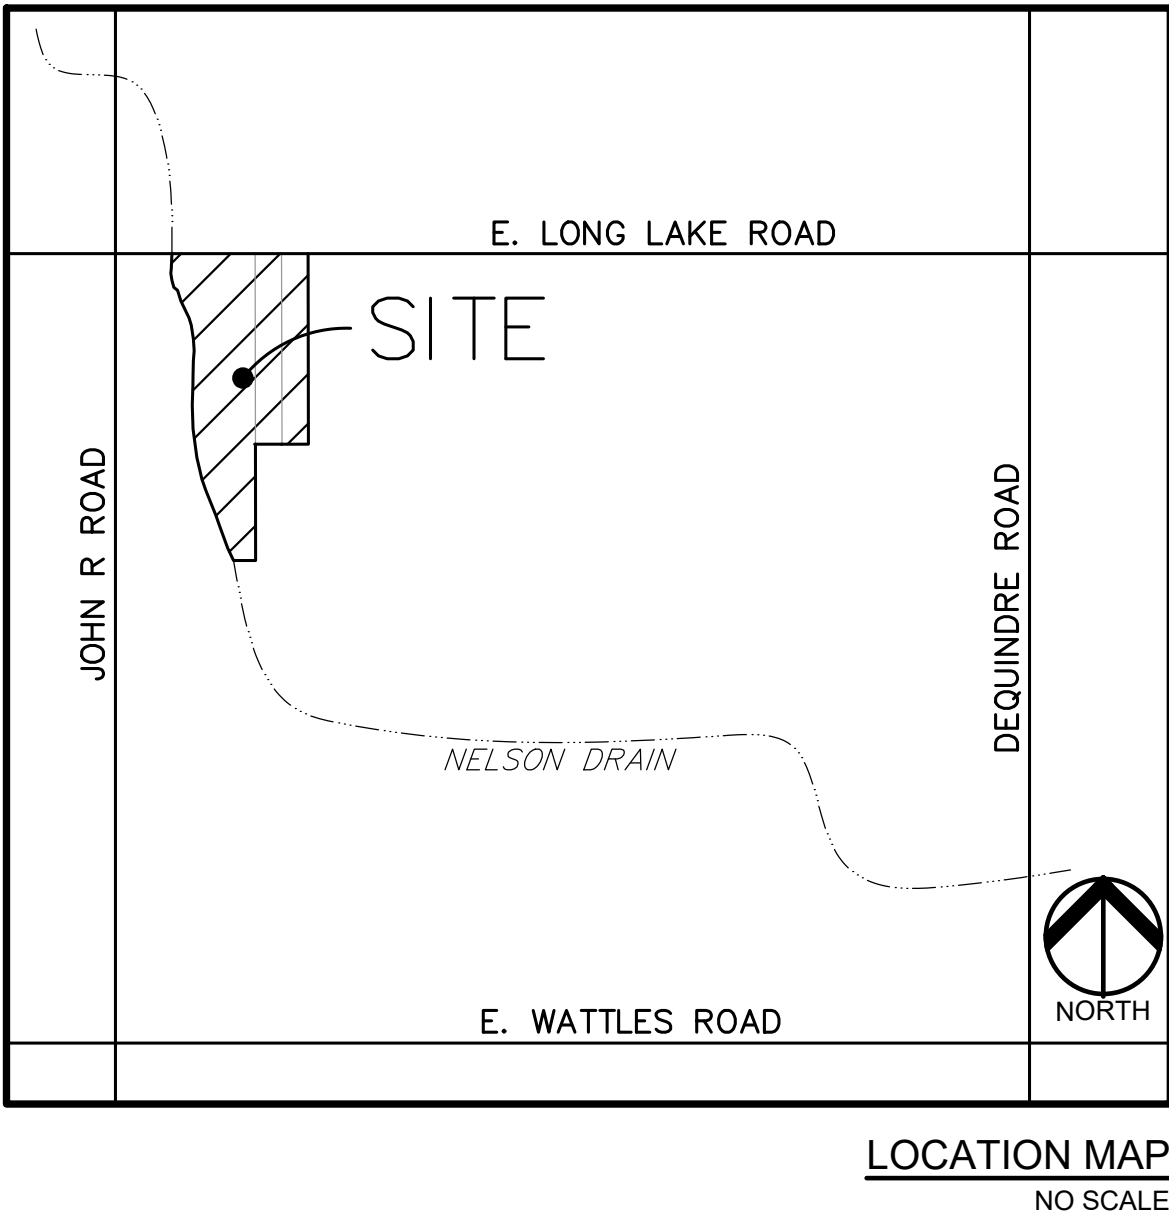 E. LONG LAKE ROAD
SITE
JOHN R ROAD
DEQUINDRE ROAD
NELSON DRAIN
NORTH
E. WATTLES ROAD
LOCATION MAP
NO SCALE